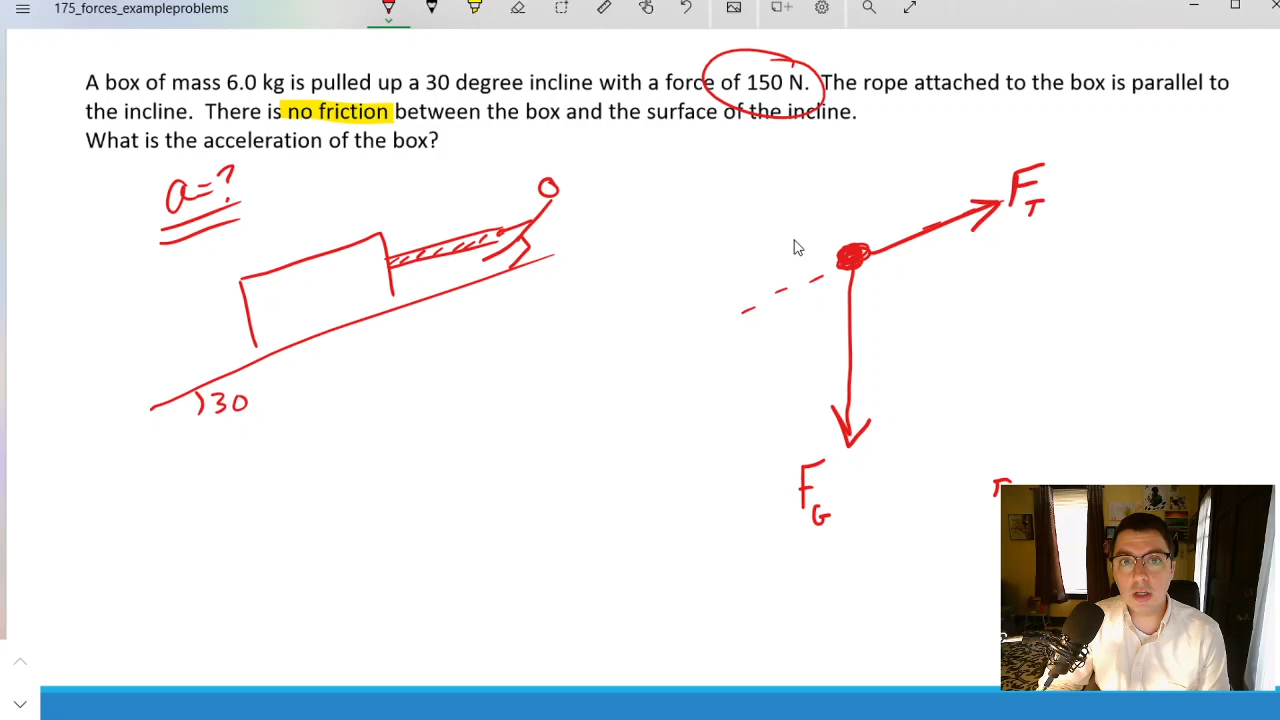 175_forces_exampleproblems
A box of mass 6.0 kg is pulled up a 30 degree incline with a force of 150 N. The rope attached to the box is parallel to
the incline. There is no friction between the box and the surface of the incline.
What is the acceleration of the box?
a=?
F_T
30
F_G